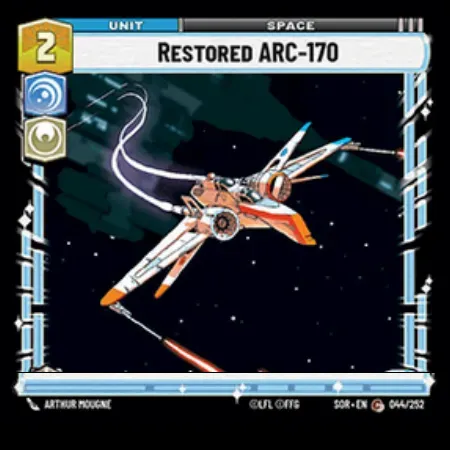 UNIT SPACE
2 RESTORED ARC-170
ARTHUR MOUGNE ©LFL ©FFG SOR • EN C 044/252